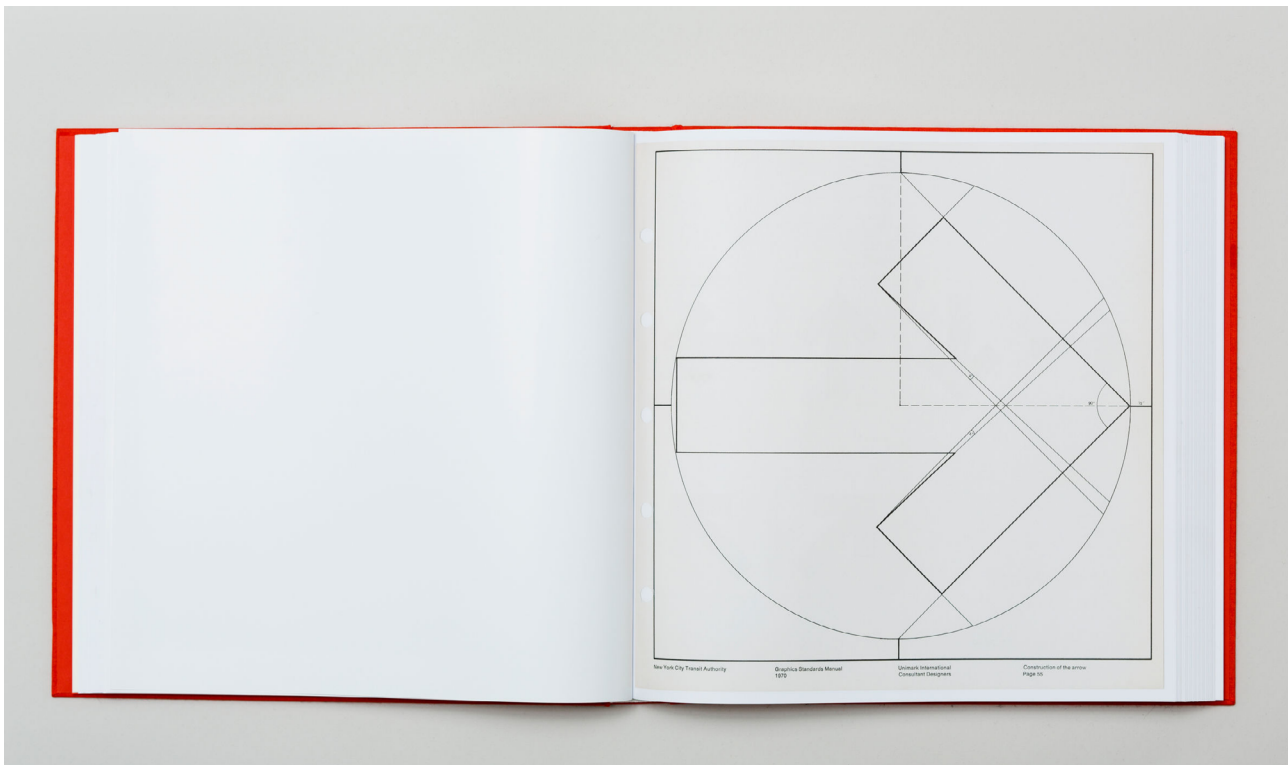 90°
New York City Transit Authority
Graphics Standards Manual
1970
Unimark International
Consultant Designers
Construction of the arrow
Page 55